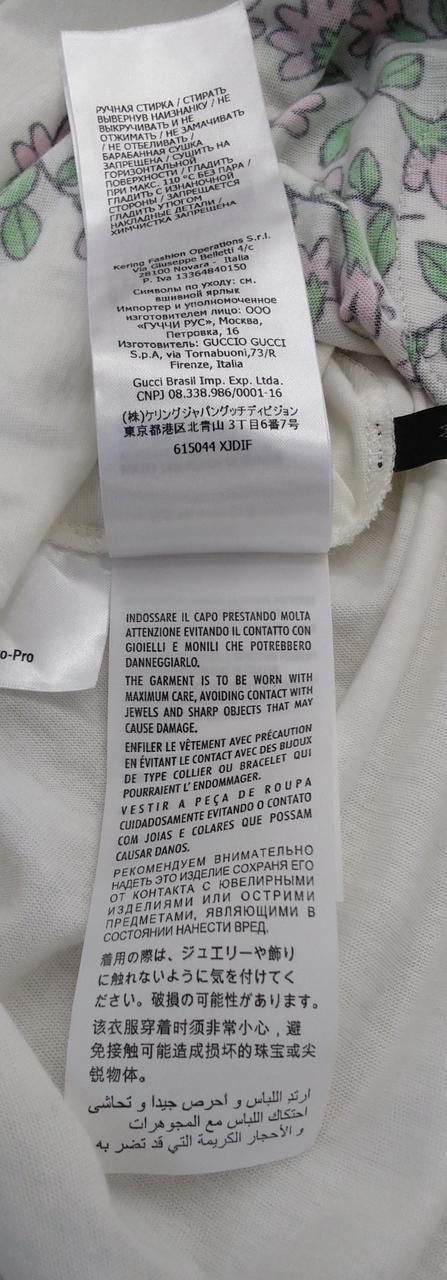 РУЧНАЯ СТИРКА / СТИРАТЬ
ВЫВЕРНУВ НАИЗНАНКУ / НЕ
ВЫКРУЧИВАТЬ И НЕ
ОТЖИМАТЬ / НЕ ЗАМАЧИВАТЬ
/ НЕ ОТБЕЛИВАТЬ /
БАРАБАННАЯ СУШКА
ЗАПРЕЩЕНА / СУШИТЬ НА
ГОРИЗОНТАЛЬНОЙ
ПОВЕРХНОСТИ / ГЛАДИТЬ
ПРИ МАКС. 110 ºC БЕЗ ПАРА /
ГЛАДИТЬ С ИЗНАНОЧНОЙ
СТОРОНЫ / ЗАПРЕЩАЕТСЯ
ГЛАДИТЬ УТЮГОМ
НАКЛАДНЫЕ ДЕТАЛИ /
ХИМЧИСТКА ЗАПРЕЩЕНА
Kering Fashion Operations S.r.l.
Via Giuseppe Belletti 4/c
28100 Novara - Italy
P. Iva 13364840150
Символы по уходу: см.
вшивной ярлык
Импортер и уполномоченное
изготовителем лицо: ООО
«ГУЧЧИ РУС», Москва,
Петровка, 16
Изготовитель: GUCCIO GUCCI
S.p.A, via Tornabuoni,73/R
Firenze, Italia
Gucci Brasil Imp. Exp. Ltda.
CNPJ 08.338.986/0001-16
(株)ケリングジャパングッチディビジョン
東京都港区北青山 3丁目6番7号
615044 XJDIF
o-Pro
INDOSSARE IL CAPO PRESTANDO MOLTA
ATTENZIONE EVITANDO IL CONTATTO CON
GIOIELLI E MONILI CHE POTREBBERO
DANNEGGIARLO.
THE GARMENT IS TO BE WORN WITH
MAXIMUM CARE, AVOIDING CONTACT WITH
JEWELS AND SHARP OBJECTS THAT MAY
CAUSE DAMAGE.
ENFILER LE VÊTEMENT AVEC PRÉCAUTION
EN ÉVITANT LE CONTACT AVEC DES BIJOUX
DE TYPE COLLIER OU BRACELET QUI
POURRAIENT L' ENDOMMAGER.
VESTIR A PEÇA DE ROUPA
CUIDADOSAMENTE EVITANDO O CONTATO
COM JOIAS E COLARES QUE POSSAM
CAUSAR DANOS.
РЕКОМЕНДУЕМ ВНИМАТЕЛЬНО
НАДЕТЬ ЭТО ИЗДЕЛИЕ СОХРАНЯ ЕГО
ОТ КОНТАКТА С ЮВЕЛИРНЫМИ
ИЗДЕЛИЯМИ ИЛИ ОСТРИМИ
ПРЕДМЕТАМИ, ЯВЛЯЮЩИМИ В
СОСТОЯНИИ НАНЕСТИ ВРЕД.
着用の際は、ジュエリーや飾り
に触れないように気を付けてく
ださい。破損の可能性があります。
该衣服穿着时须非常小心，避
免接触可能造成损坏的珠宝或尖
锐物体。
ارتد اللباس و احرص جيدا و تحاشى
احتكاك اللباس مع المجوهرات
و الأحجار الكريمة التي قد تضر به